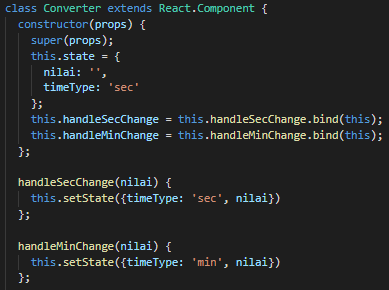 class Converter extends React.Component {
  constructor(props) {
    super(props);
    this.state = {
      nilai: '',
      timeType: 'sec'
    };
    this.handleSecChange = this.handleSecChange.bind(this);
    this.handleMinChange = this.handleMinChange.bind(this);
  };

  handleSecChange(nilai) {
    this.setState({timeType: 'sec', nilai})
  };

  handleMinChange(nilai) {
    this.setState({timeType: 'min', nilai})
  };